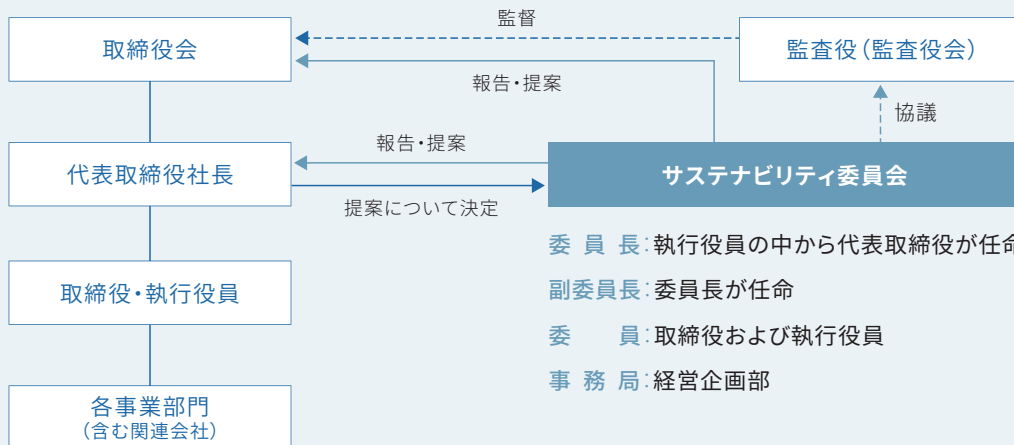 監督
取締役会
監査役（監査役会）
報告・提案
協議
報告・提案
代表取締役社長
サステナビリティ委員会
提案について決定
委員長：執行役員の中から代表取締役が任命
副委員長：委員長が任命
取締役・執行役員
委　員：取締役および執行役員
事務局：経営企画部
各事業部門
（含む関連会社）